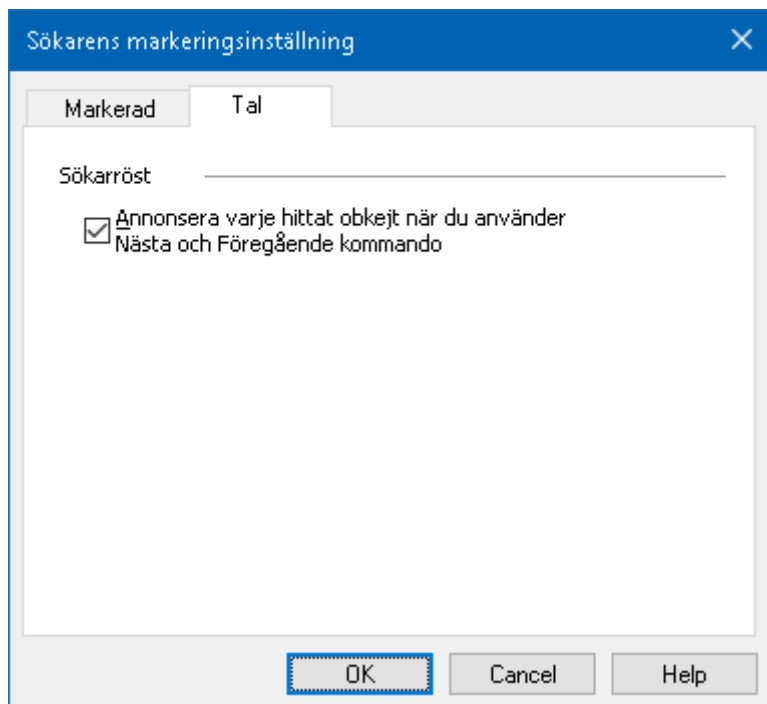 Sökarens markeringsinställning
Markerad
Tal
Sökarröst
Annonsera varje hittat obkejt när du använder
Nästa och Föregående kommando
OK
Cancel
Help